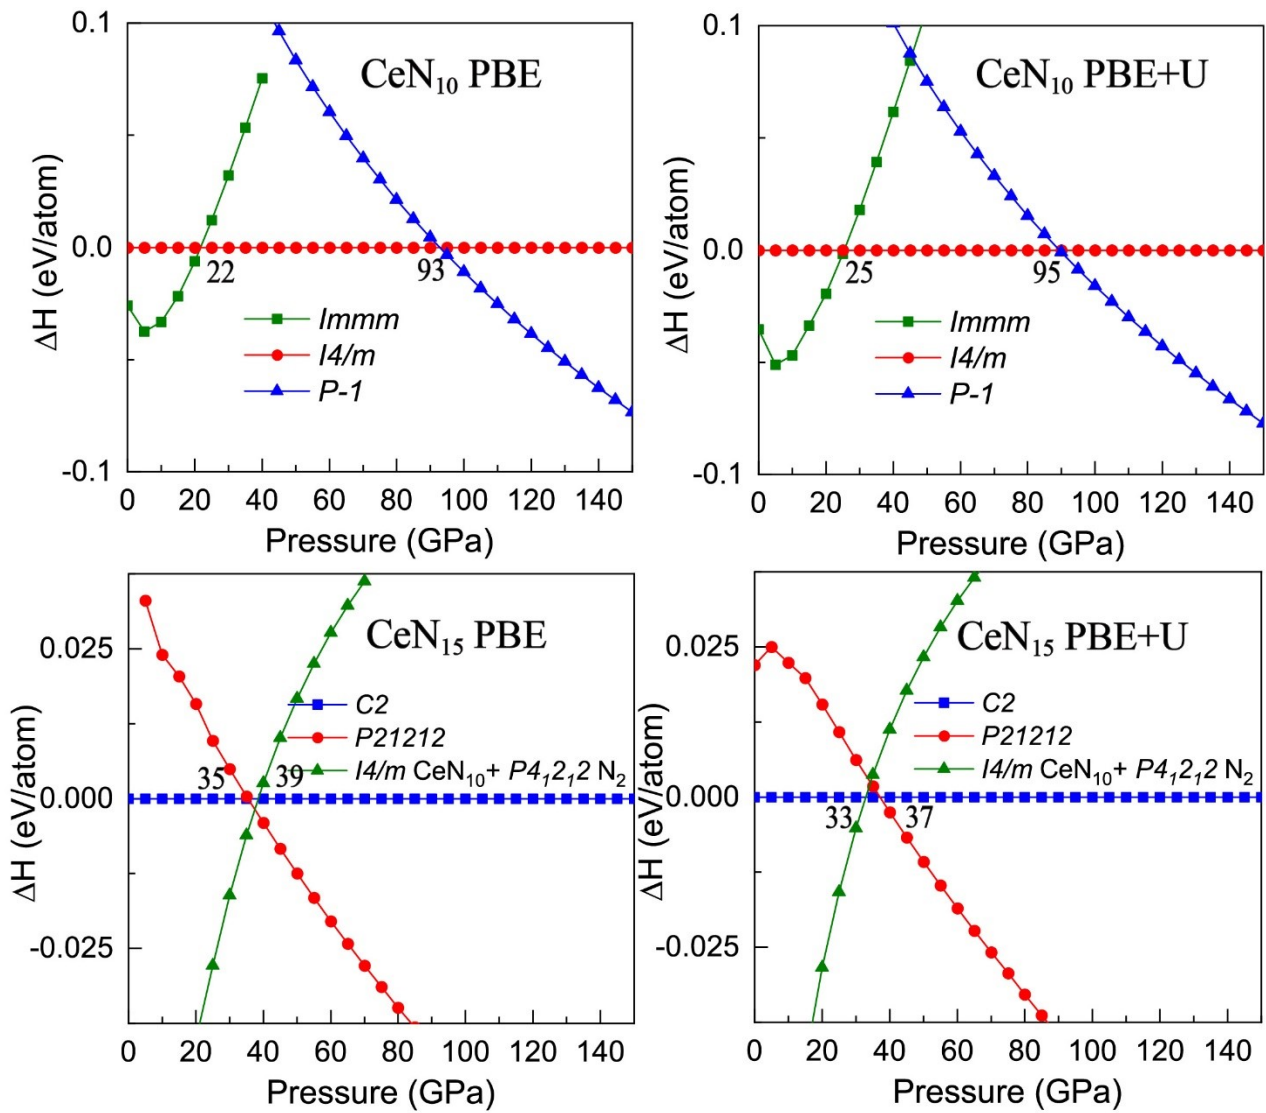 CeN₁₀ PBE
ΔH (eV/atom)
0.1
0.0
-0.1
22
93
Immm
I4/m
P-1
0 20 40 60 80 100 120 140
Pressure (GPa)
CeN₁₀ PBE+U
ΔH (eV/atom)
0.1
0.0
-0.1
25
95
Immm
I4/m
P-1
0 20 40 60 80 100 120 140
Pressure (GPa)
CeN₁₅ PBE
ΔH (eV/atom)
0.025
0.000
-0.025
C2
P21212
I4/m CeN₁₀+ P4₁2₁2 N₂
35 39
0 20 40 60 80 100 120 140
Pressure (GPa)
CeN₁₅ PBE+U
ΔH (eV/atom)
0.025
0.000
-0.025
C2
P21212
I4/m CeN₁₀+ P4₁2₁2 N₂
33 37
0 20 40 60 80 100 120 140
Pressure (GPa)